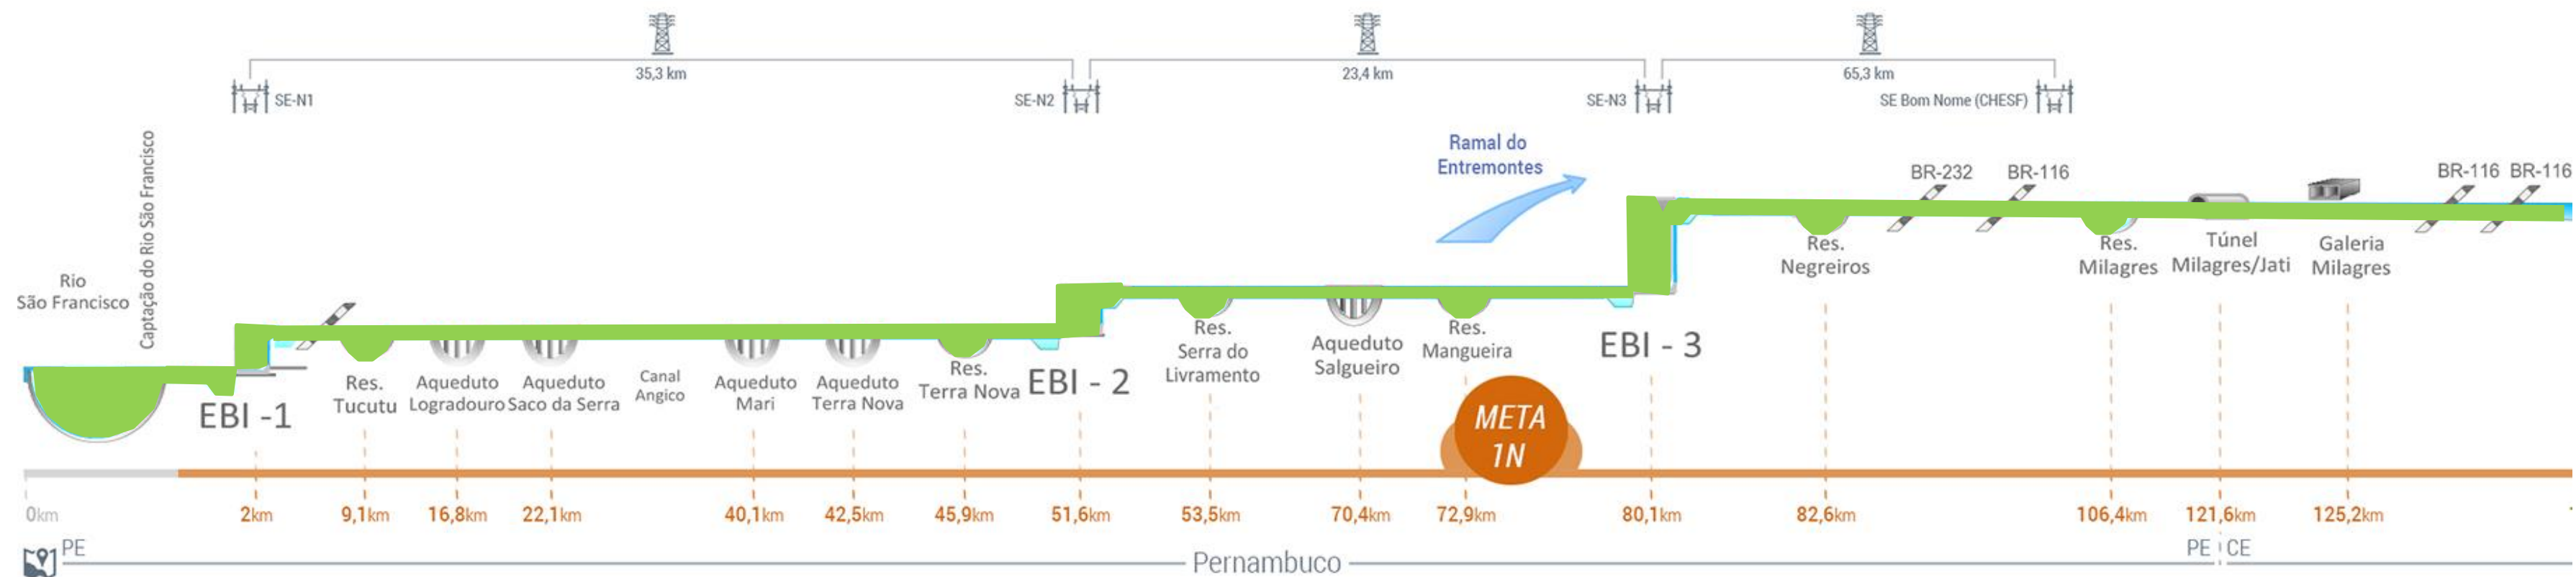 35,3 km
23,4 km
65,3 km
SE-N1
SE-N2
SE-N3
SE Bom Nome (CHESF)
Captação do Rio São Francisco
Rio
São Francisco
Ramal do
Entremontes
BR-232
BR-116
BR-116
BR-116
EBI -1
Res.
Tucutu
Aqueduto
Logradouro
Aqueduto
Saco da Serra
Canal
Angico
Aqueduto
Mari
Aqueduto
Terra Nova
Res.
Terra Nova
EBI - 2
Res.
Serra do
Livramento
Aqueduto
Salgueiro
Res.
Mangueira
EBI - 3
Res.
Negreiros
Res.
Milagres
Túnel
Milagres/Jati
Galeria
Milagres
META
1N
0km
2km
9,1km
16,8km
22,1km
40,1km
42,5km
45,9km
51,6km
53,5km
70,4km
72,9km
80,1km
82,6km
106,4km
121,6km
125,2km
PE
Pernambuco
PE
CE